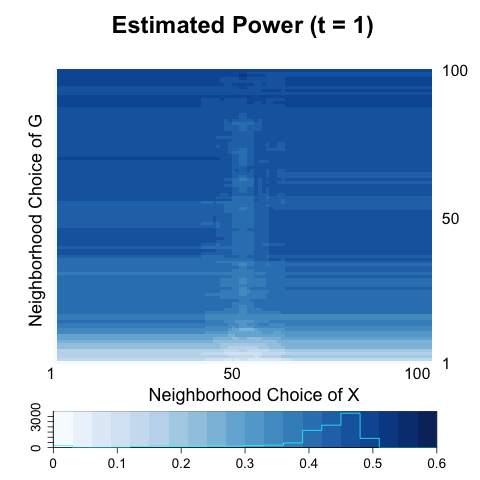 Estimated Power (t = 1)
Neighborhood Choice of G
100
50
1
1 50 100
Neighborhood Choice of X
0 3000
0 0.1 0.2 0.3 0.4 0.5 0.6